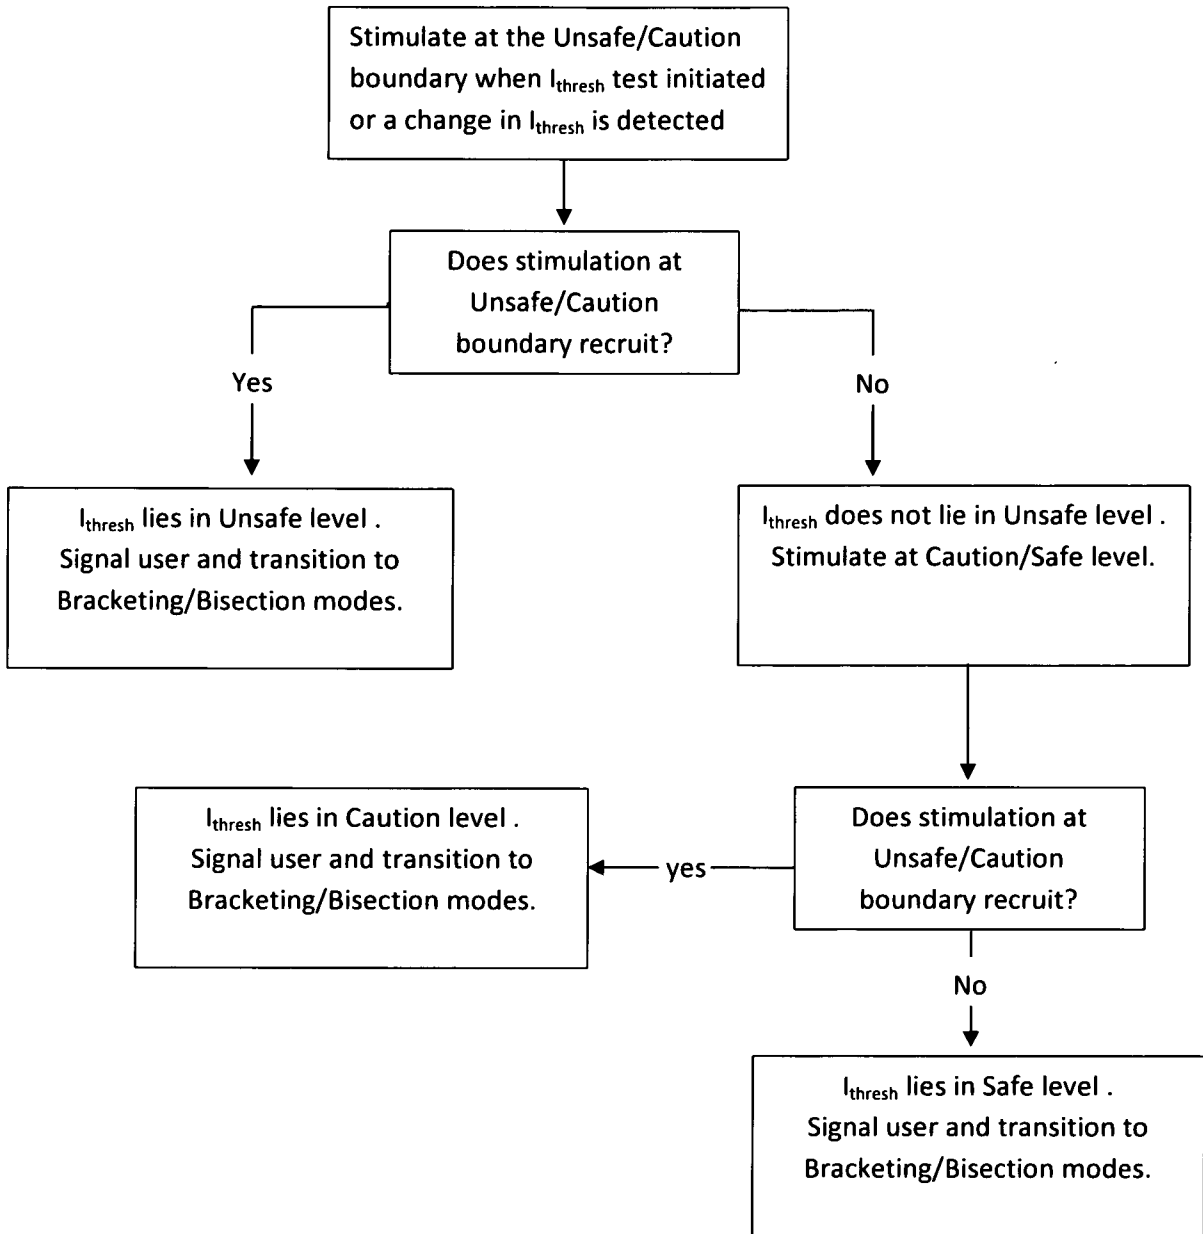 Stimulate at the Unsafe/Caution
boundary when Ithresh test initiated
or a change in Ithresh is detected
Does stimulation at
Unsafe/Caution
boundary recruit?
Yes
No
Ithresh lies in Unsafe level .
Signal user and transition to
Bracketing/Bisection modes.
Ithresh does not lie in Unsafe level .
Stimulate at Caution/Safe level.
Ithresh lies in Caution level .
Signal user and transition to
Bracketing/Bisection modes.
yes
Does stimulation at
Unsafe/Caution
boundary recruit?
No
Ithresh lies in Safe level .
Signal user and transition to
Bracketing/Bisection modes.